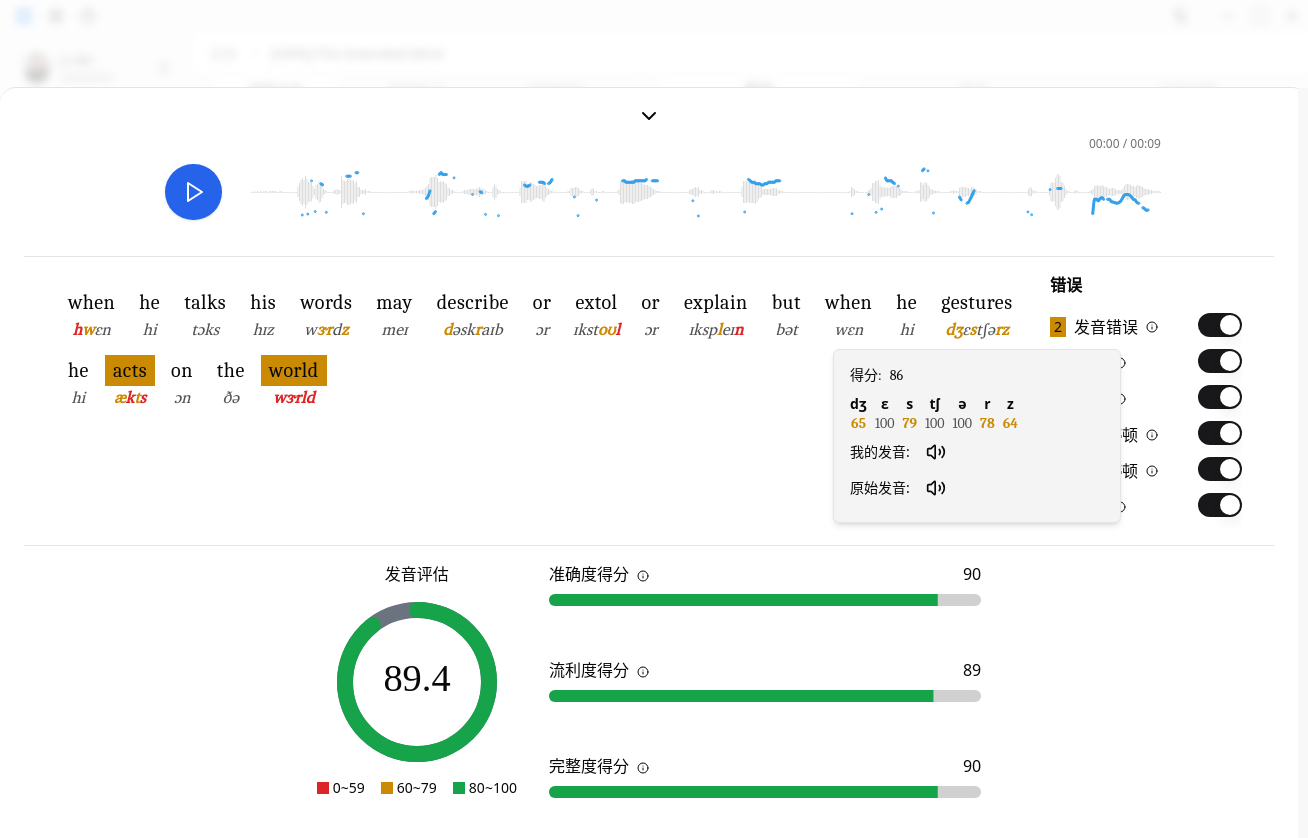 00:00 / 00:09
when he talks his words may describe or extol or explain but when he gestures
hwɛn hi tɔks hɪz wɝrdz meɪ dəskraɪb ɔr ɪkstoʊl ɔr ɪkspleɪn bət wɛn hi dʒɛstʃərz
he acts on the world
hi ækts ɔn ðə wɝrld
错误
2 发音错误
顿
顿
得分: 86
dʒ ɛ s tʃ ə r z
65 100 79 100 100 78 64
我的发音:
原始发音:
发音评估
89.4
0~59 60~79 80~100
准确度得分 90
流利度得分 89
完整度得分 90